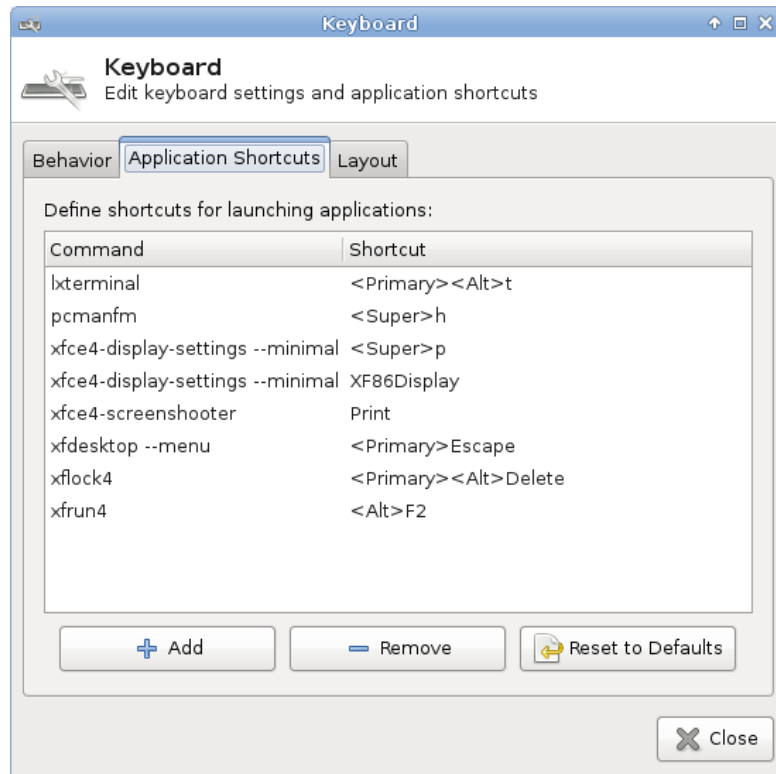 Keyboard
Keyboard
Edit keyboard settings and application shortcuts
Behavior Application Shortcuts Layout
Define shortcuts for launching applications:
Command Shortcut
lxterminal <Primary><Alt>t
pcmanfm <Super>h
xfce4-display-settings --minimal <Super>p
xfce4-display-settings --minimal XF86Display
xfce4-screenshooter Print
xfdesktop --menu <Primary>Escape
xflock4 <Primary><Alt>Delete
xfrun4 <Alt>F2
Add Remove Reset to Defaults
Close